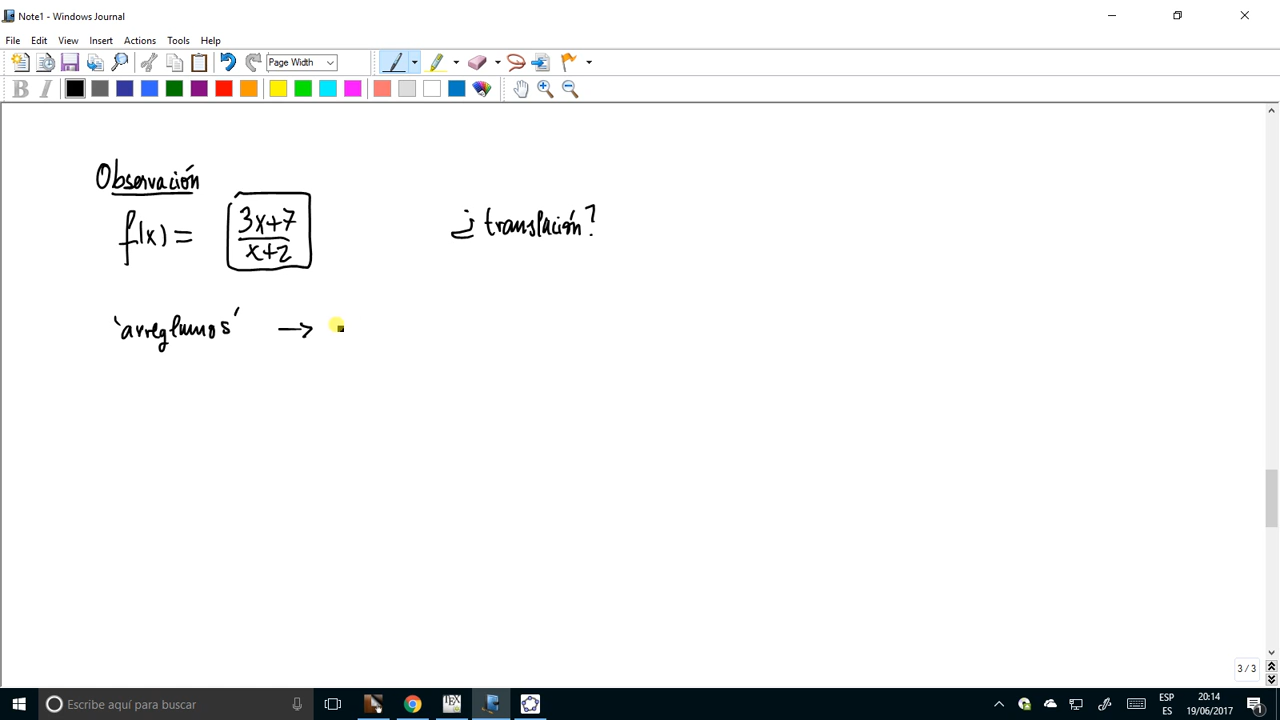 Note1 - Windows Journal
File Edit View Insert Actions Tools Help
Page Width
B I
Observación
f(x) = 3x+7 / x+2
¿translación?
'arreglamos' →
3 / 3
Escribe aquí para buscar
ESP
ES
20:14
19/06/2017
1